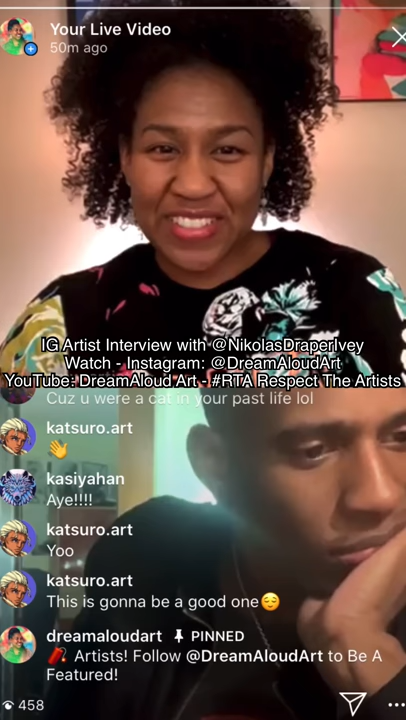 Your Live Video
50m ago
IG Artist Interview with @NikolasDraperIvey
Watch - Instagram: @DreamAloudArt
YouTube: DreamAloud Art - #RTA Respect The Artists
Cuz u were a cat in your past life lol
katsuro.art
👋
kasiyahan
Aye!!!!
katsuro.art
Yoo
katsuro.art
This is gonna be a good one😌
dreamaloudart PINNED
🧨 Artists! Follow @DreamAloudArt to Be A
Featured!
458